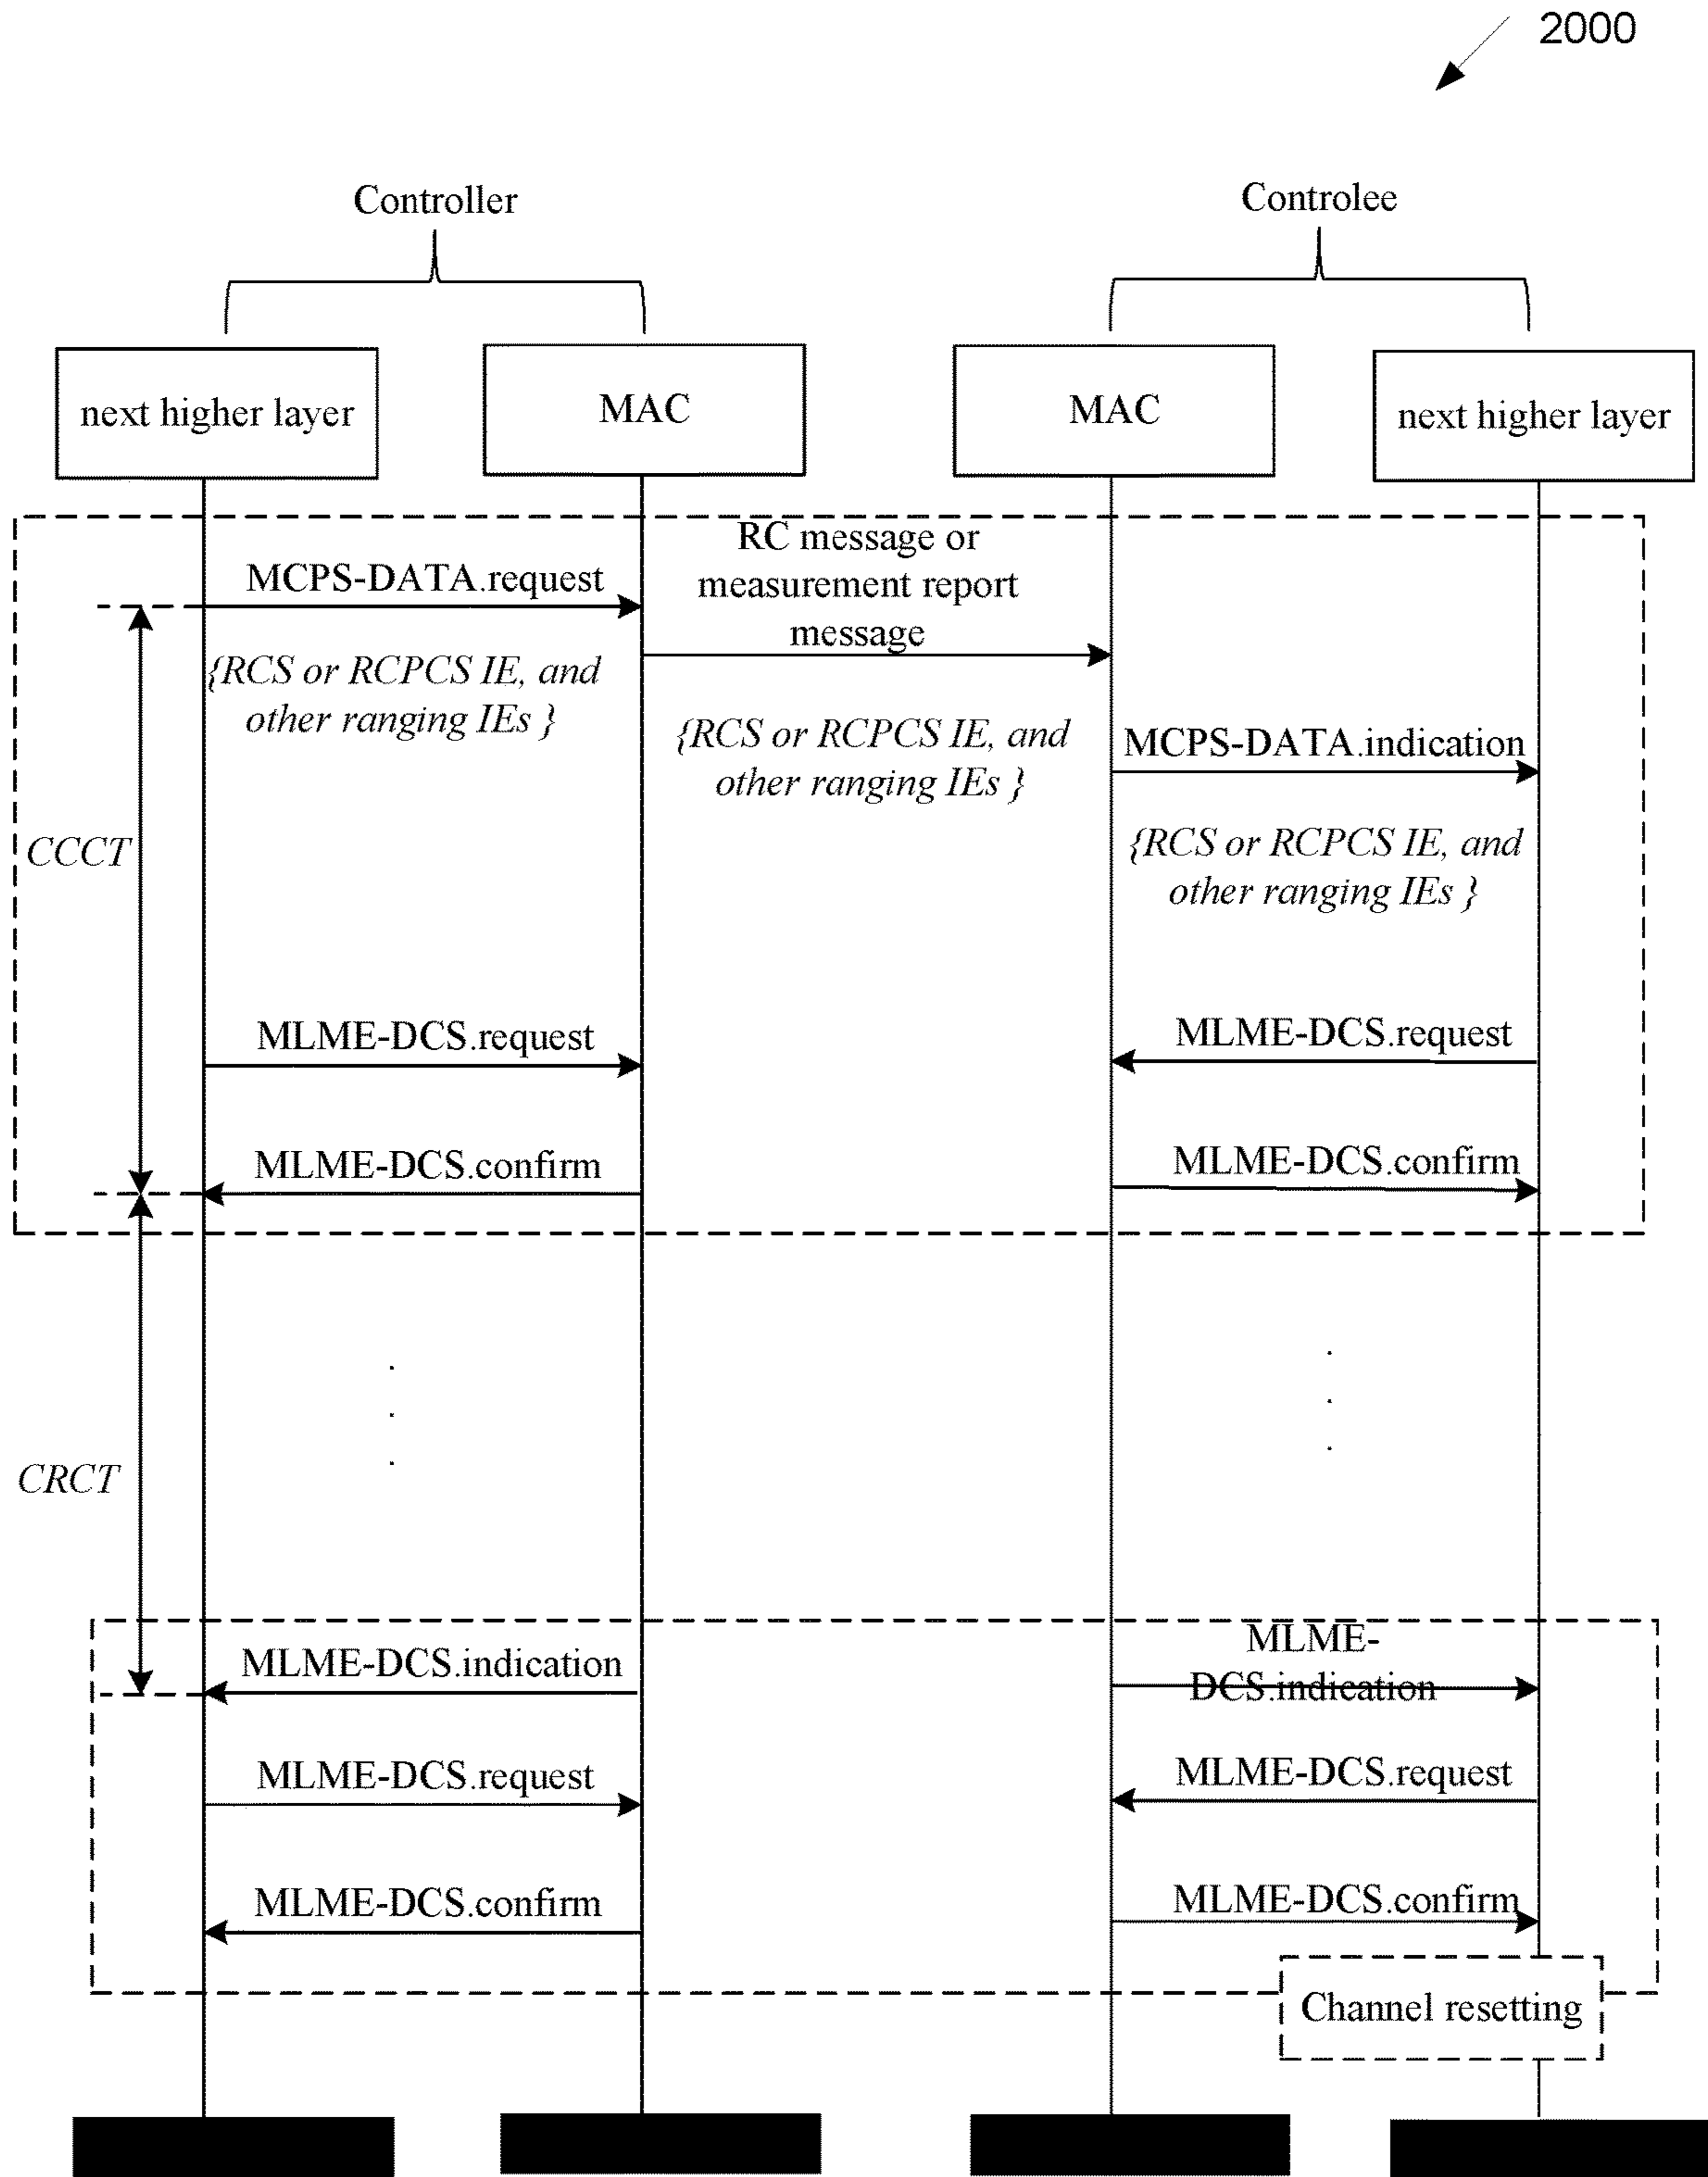 2000
Controller
Controlee
next higher layer
MAC
MAC
next higher layer
RC message or
measurement report
message
MCPS-DATA.request
{RCS or RCPCS IE, and
other ranging IEs }
{RCS or RCPCS IE, and
other ranging IEs }
MCPS-DATA.indication
{RCS or RCPCS IE, and
other ranging IEs }
CCCT
MLME-DCS.request
MLME-DCS.request
MLME-DCS.confirm
MLME-DCS.confirm
CRCT
MLME-DCS.indication
MLME-
DCS.indication
MLME-DCS.request
MLME-DCS.request
MLME-DCS.confirm
MLME-DCS.confirm
Channel resetting